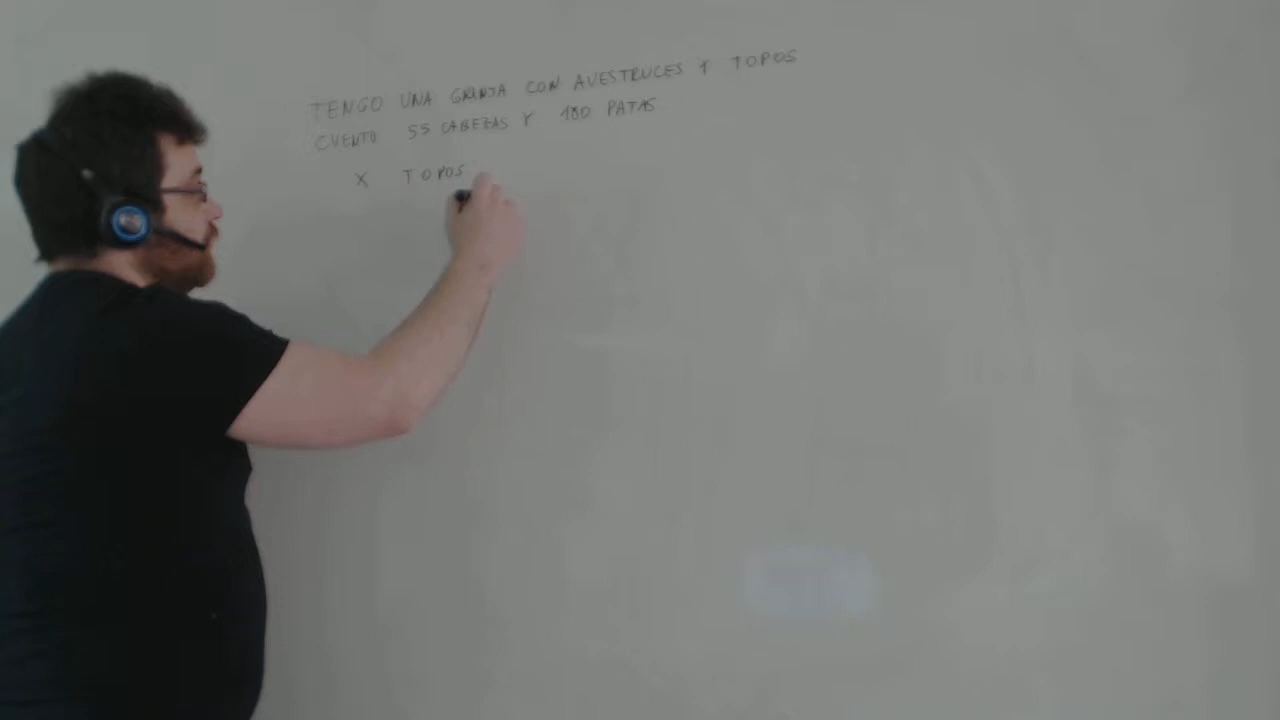 TENGO UNA GRANJA CON AVESTRUCES Y TOPOS
CUENTO 55 CABEZAS Y 180 PATAS
X TOPOS